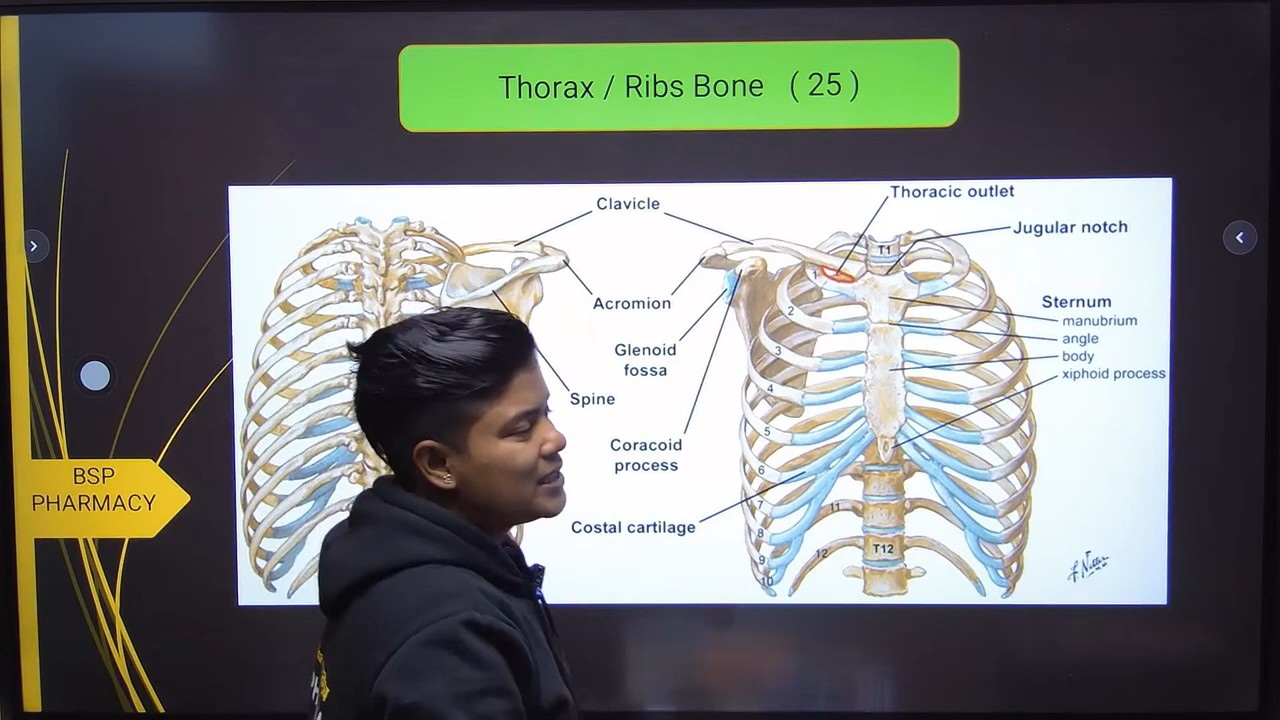 Thorax / Ribs Bone ( 25 )
Thoracic outlet
Clavicle
Jugular notch
T1
1
Acromion
Sternum
2
manubrium
angle
Glenoid
fossa
3
body
xiphoid process
4
Spine
5
Coracoid
process
6
BSP
PHARMACY
7
11
Costal cartilage
8
12
T12
9
10